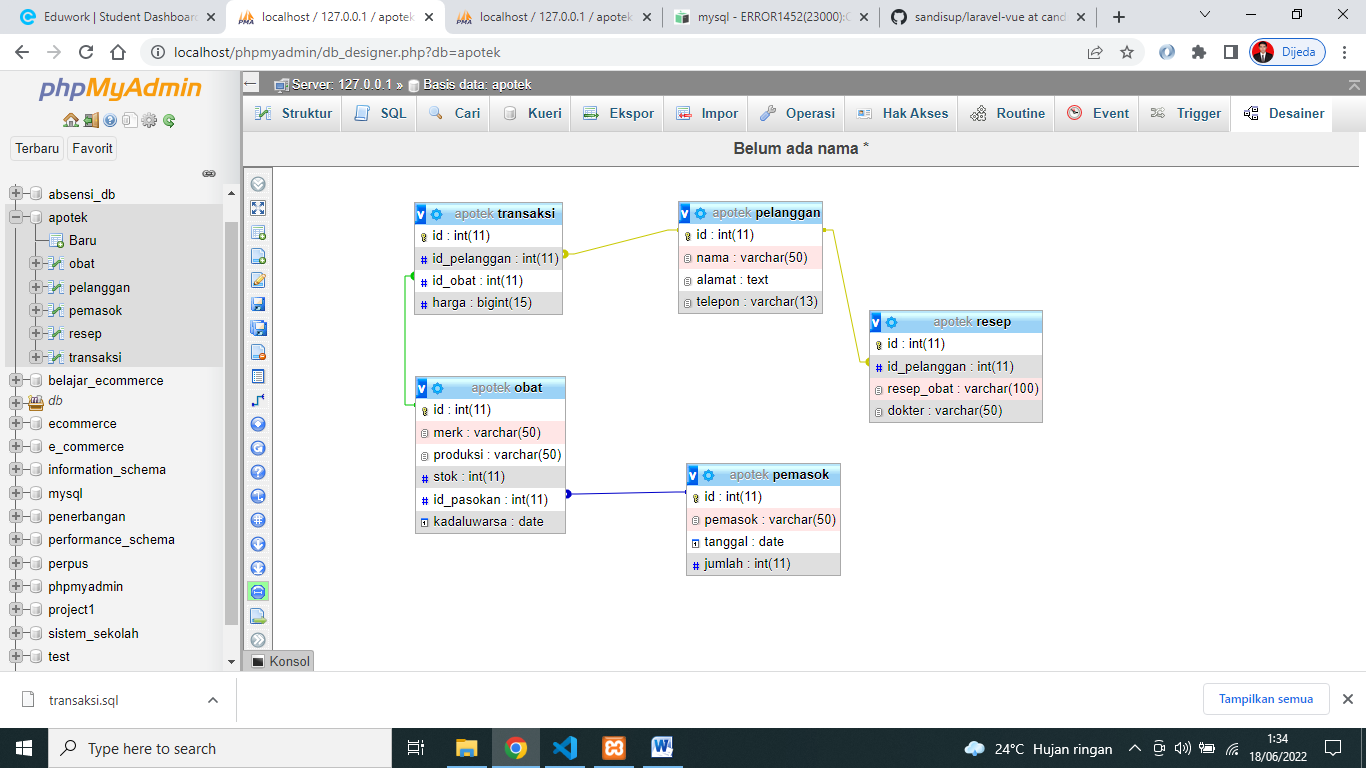 Eduwork | Student Dashboar
localhost / 127.0.0.1 / apotek
localhost / 127.0.0.1 / apotek
mysql - ERROR1452(23000):C
sandisup/laravel-vue at cand
localhost/phpmyadmin/db_designer.php?db=apotek
Dijeda
phpMyAdmin
Terbaru
Favorit
absensi_db
apotek
Baru
obat
pelanggan
pemasok
resep
transaksi
belajar_ecommerce
db
ecommerce
e_commerce
information_schema
mysql
penerbangan
performance_schema
perpus
phpmyadmin
project1
sistem_sekolah
test
Server: 127.0.0.1 » Basis data: apotek
Struktur
SQL
Cari
Kueri
Ekspor
Impor
Operasi
Hak Akses
Routine
Event
Trigger
Desainer
Belum ada nama *
apotek transaksi
id : int(11)
id_pelanggan : int(11)
id_obat : int(11)
harga : bigint(15)
apotek pelanggan
id : int(11)
nama : varchar(50)
alamat : text
telepon : varchar(13)
apotek resep
id : int(11)
id_pelanggan : int(11)
resep_obat : varchar(100)
dokter : varchar(50)
apotek obat
id : int(11)
merk : varchar(50)
produksi : varchar(50)
stok : int(11)
id_pasokan : int(11)
kadaluwarsa : date
apotek pemasok
id : int(11)
pemasok : varchar(50)
tanggal : date
jumlah : int(11)
Konsol
transaksi.sql
Tampilkan semua
Type here to search
24°C Hujan ringan
1:34
18/06/2022